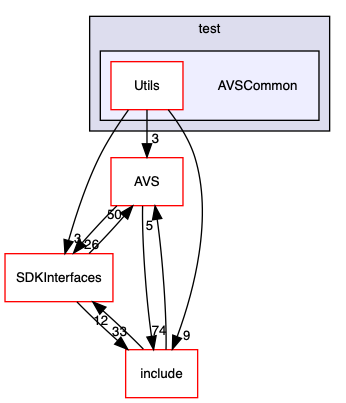 test
Utils
AVSCommon
3
AVS
50
5
3
26
SDKInterfaces
12
33
74
9
include